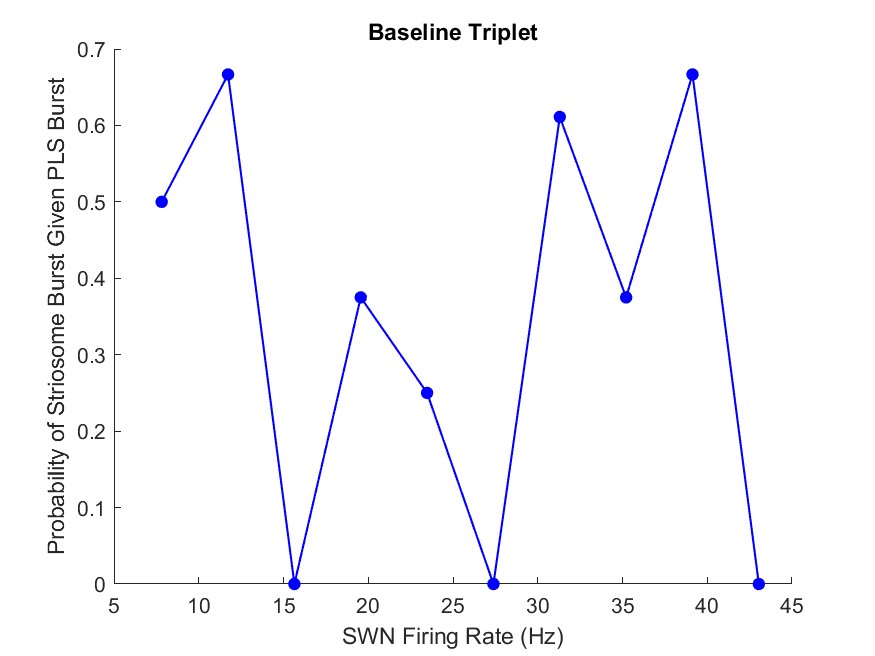 Baseline Triplet
Probability of Striosome Burst Given PLS Burst
0.7
0.6
0.5
0.4
0.3
0.2
0.1
0
5 10 15 20 25 30 35 40 45
SWN Firing Rate (Hz)